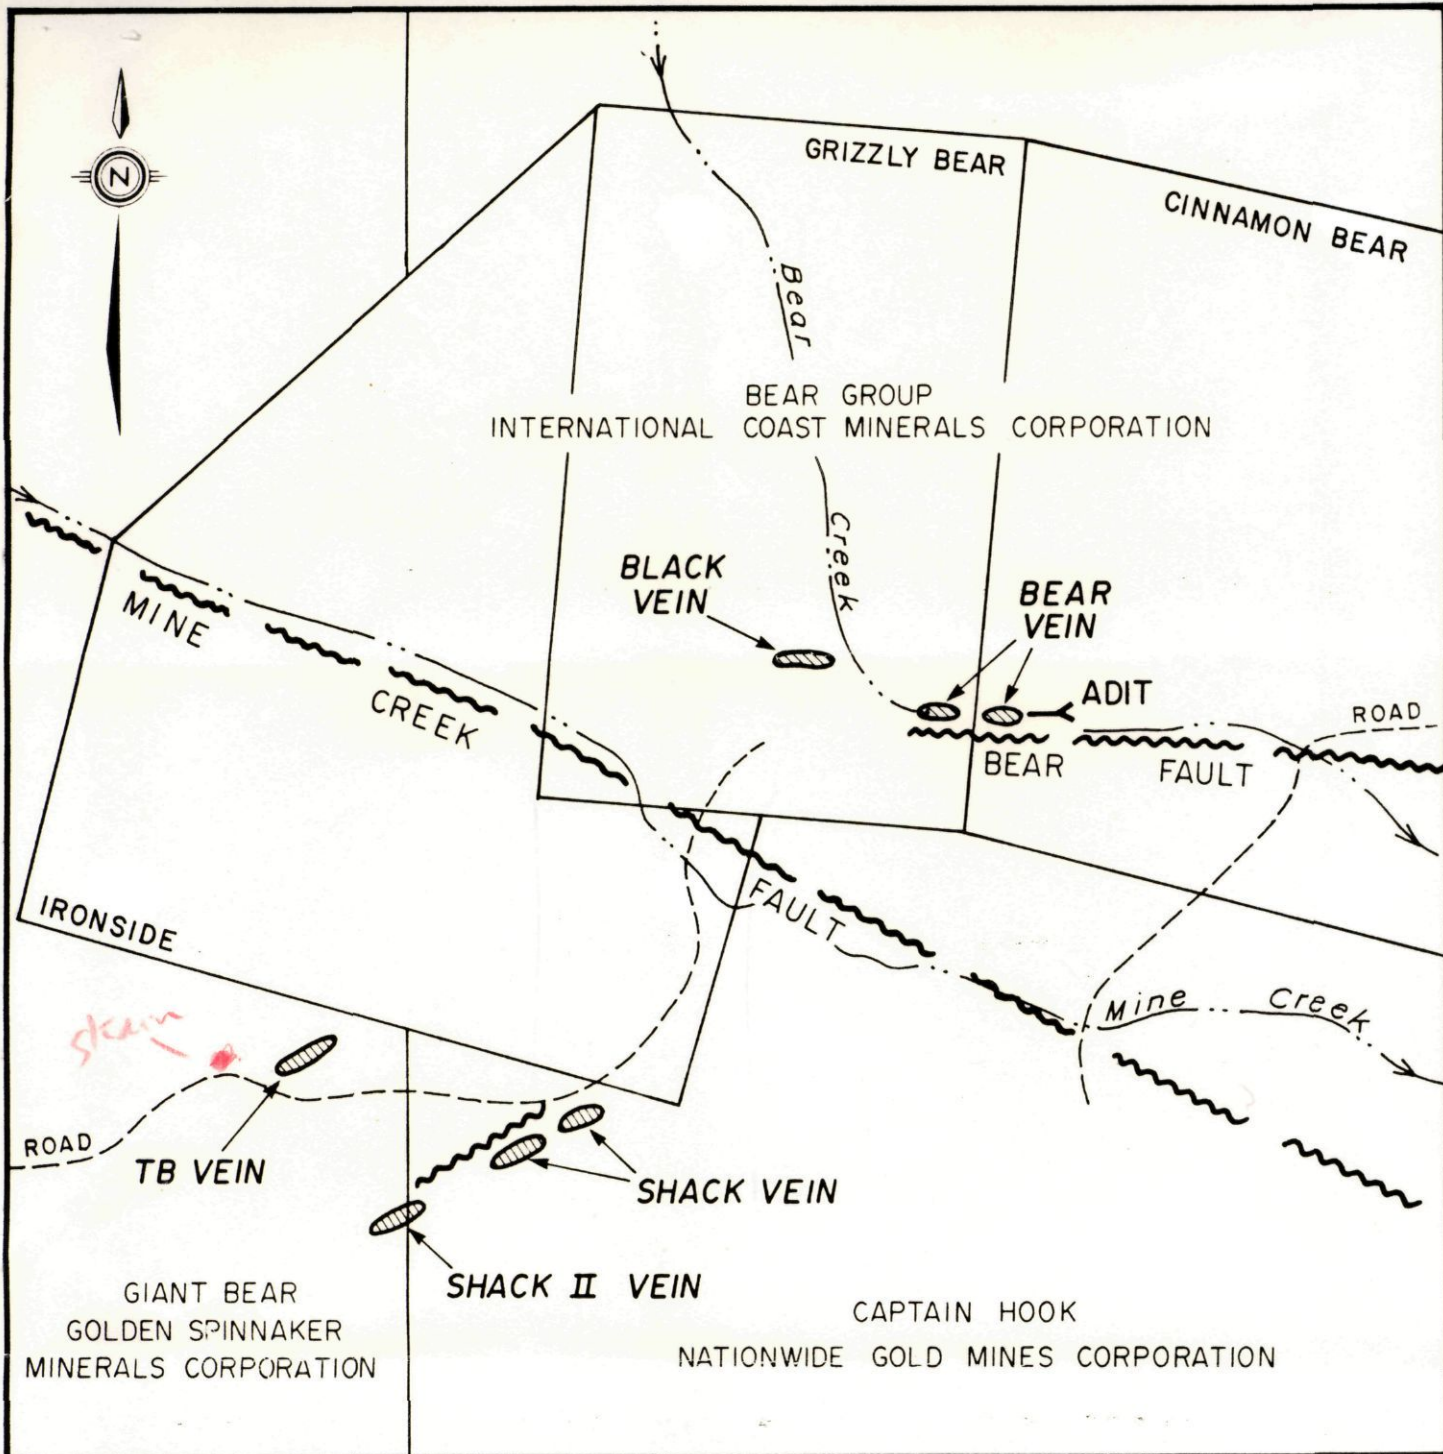 N
GRIZZLY BEAR
CINNAMON BEAR
Bear
BEAR GROUP
INTERNATIONAL COAST MINERALS CORPORATION
Creek
BLACK
VEIN
BEAR
VEIN
MINE
CREEK
ADIT
ROAD
BEAR FAULT
FAULT
IRONSIDE
Mine Creek
ROAD
TB VEIN
SHACK VEIN
SHACK II VEIN
GIANT BEAR
GOLDEN SPINNAKER
MINERALS CORPORATION
CAPTAIN HOOK
NATIONWIDE GOLD MINES CORPORATION